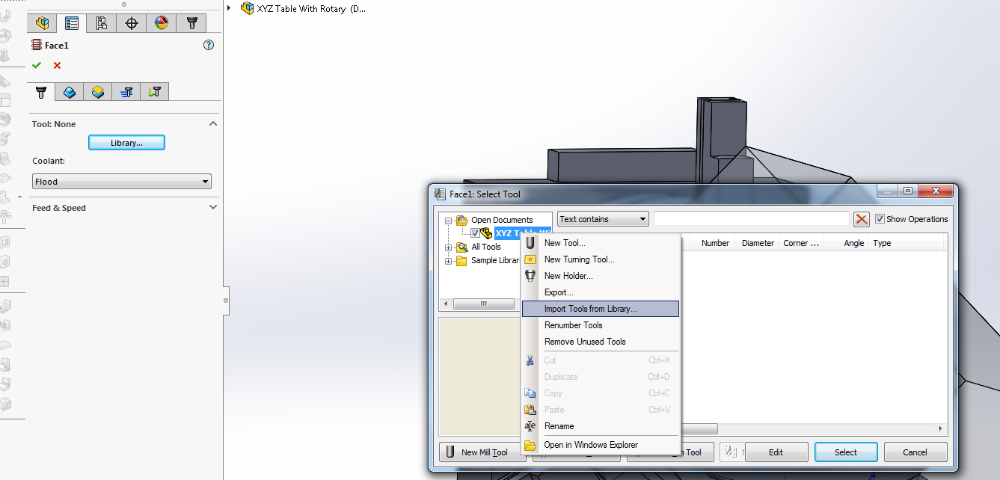 XYZ Table With Rotary (D...
Face1
Tool: None
Library...
Coolant:
Flood
Feed & Speed
Face1: Select Tool
Open Documents
XYZ Table
All Tools
Sample Librar
Text contains
Show Operations
Number Diameter Corner ... Angle Type
New Tool...
New Turning Tool...
New Holder...
Export...
Import Tools from Library...
Renumber Tools
Remove Unused Tools
Cut Ctrl+X
Duplicate Ctrl+D
Copy Ctrl+C
Paste Ctrl+V
Rename
Open in Windows Explorer
New Mill Tool
Tool
Edit
Select
Cancel